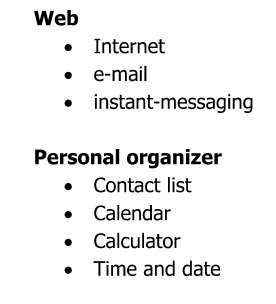 Web
• Internet
• e-mail
• instant-messaging
Personal organizer
• Contact list
• Calendar
• Calculator
• Time and date